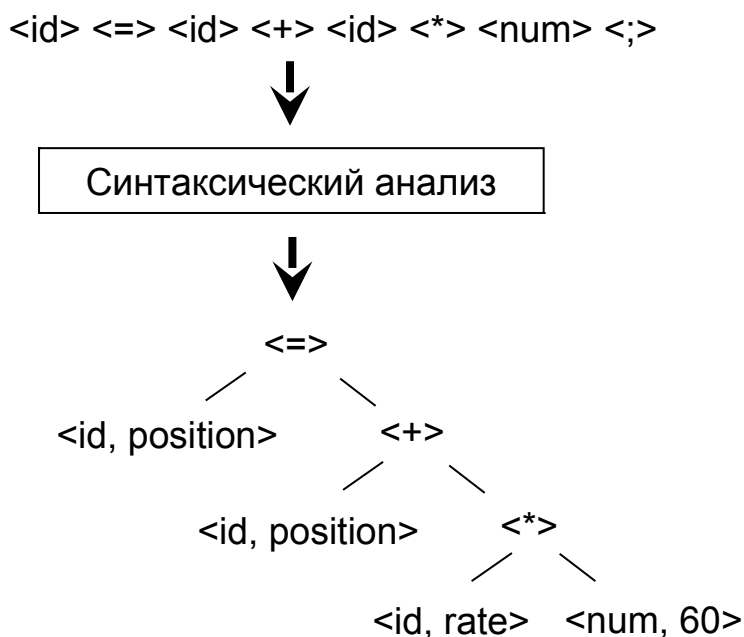 <id> <=> <id> <+> <id> <*> <num> <;>
Синтаксический анализ
<=>
<id, position> <+>
<id, position> <*>
<id, rate> <num, 60>